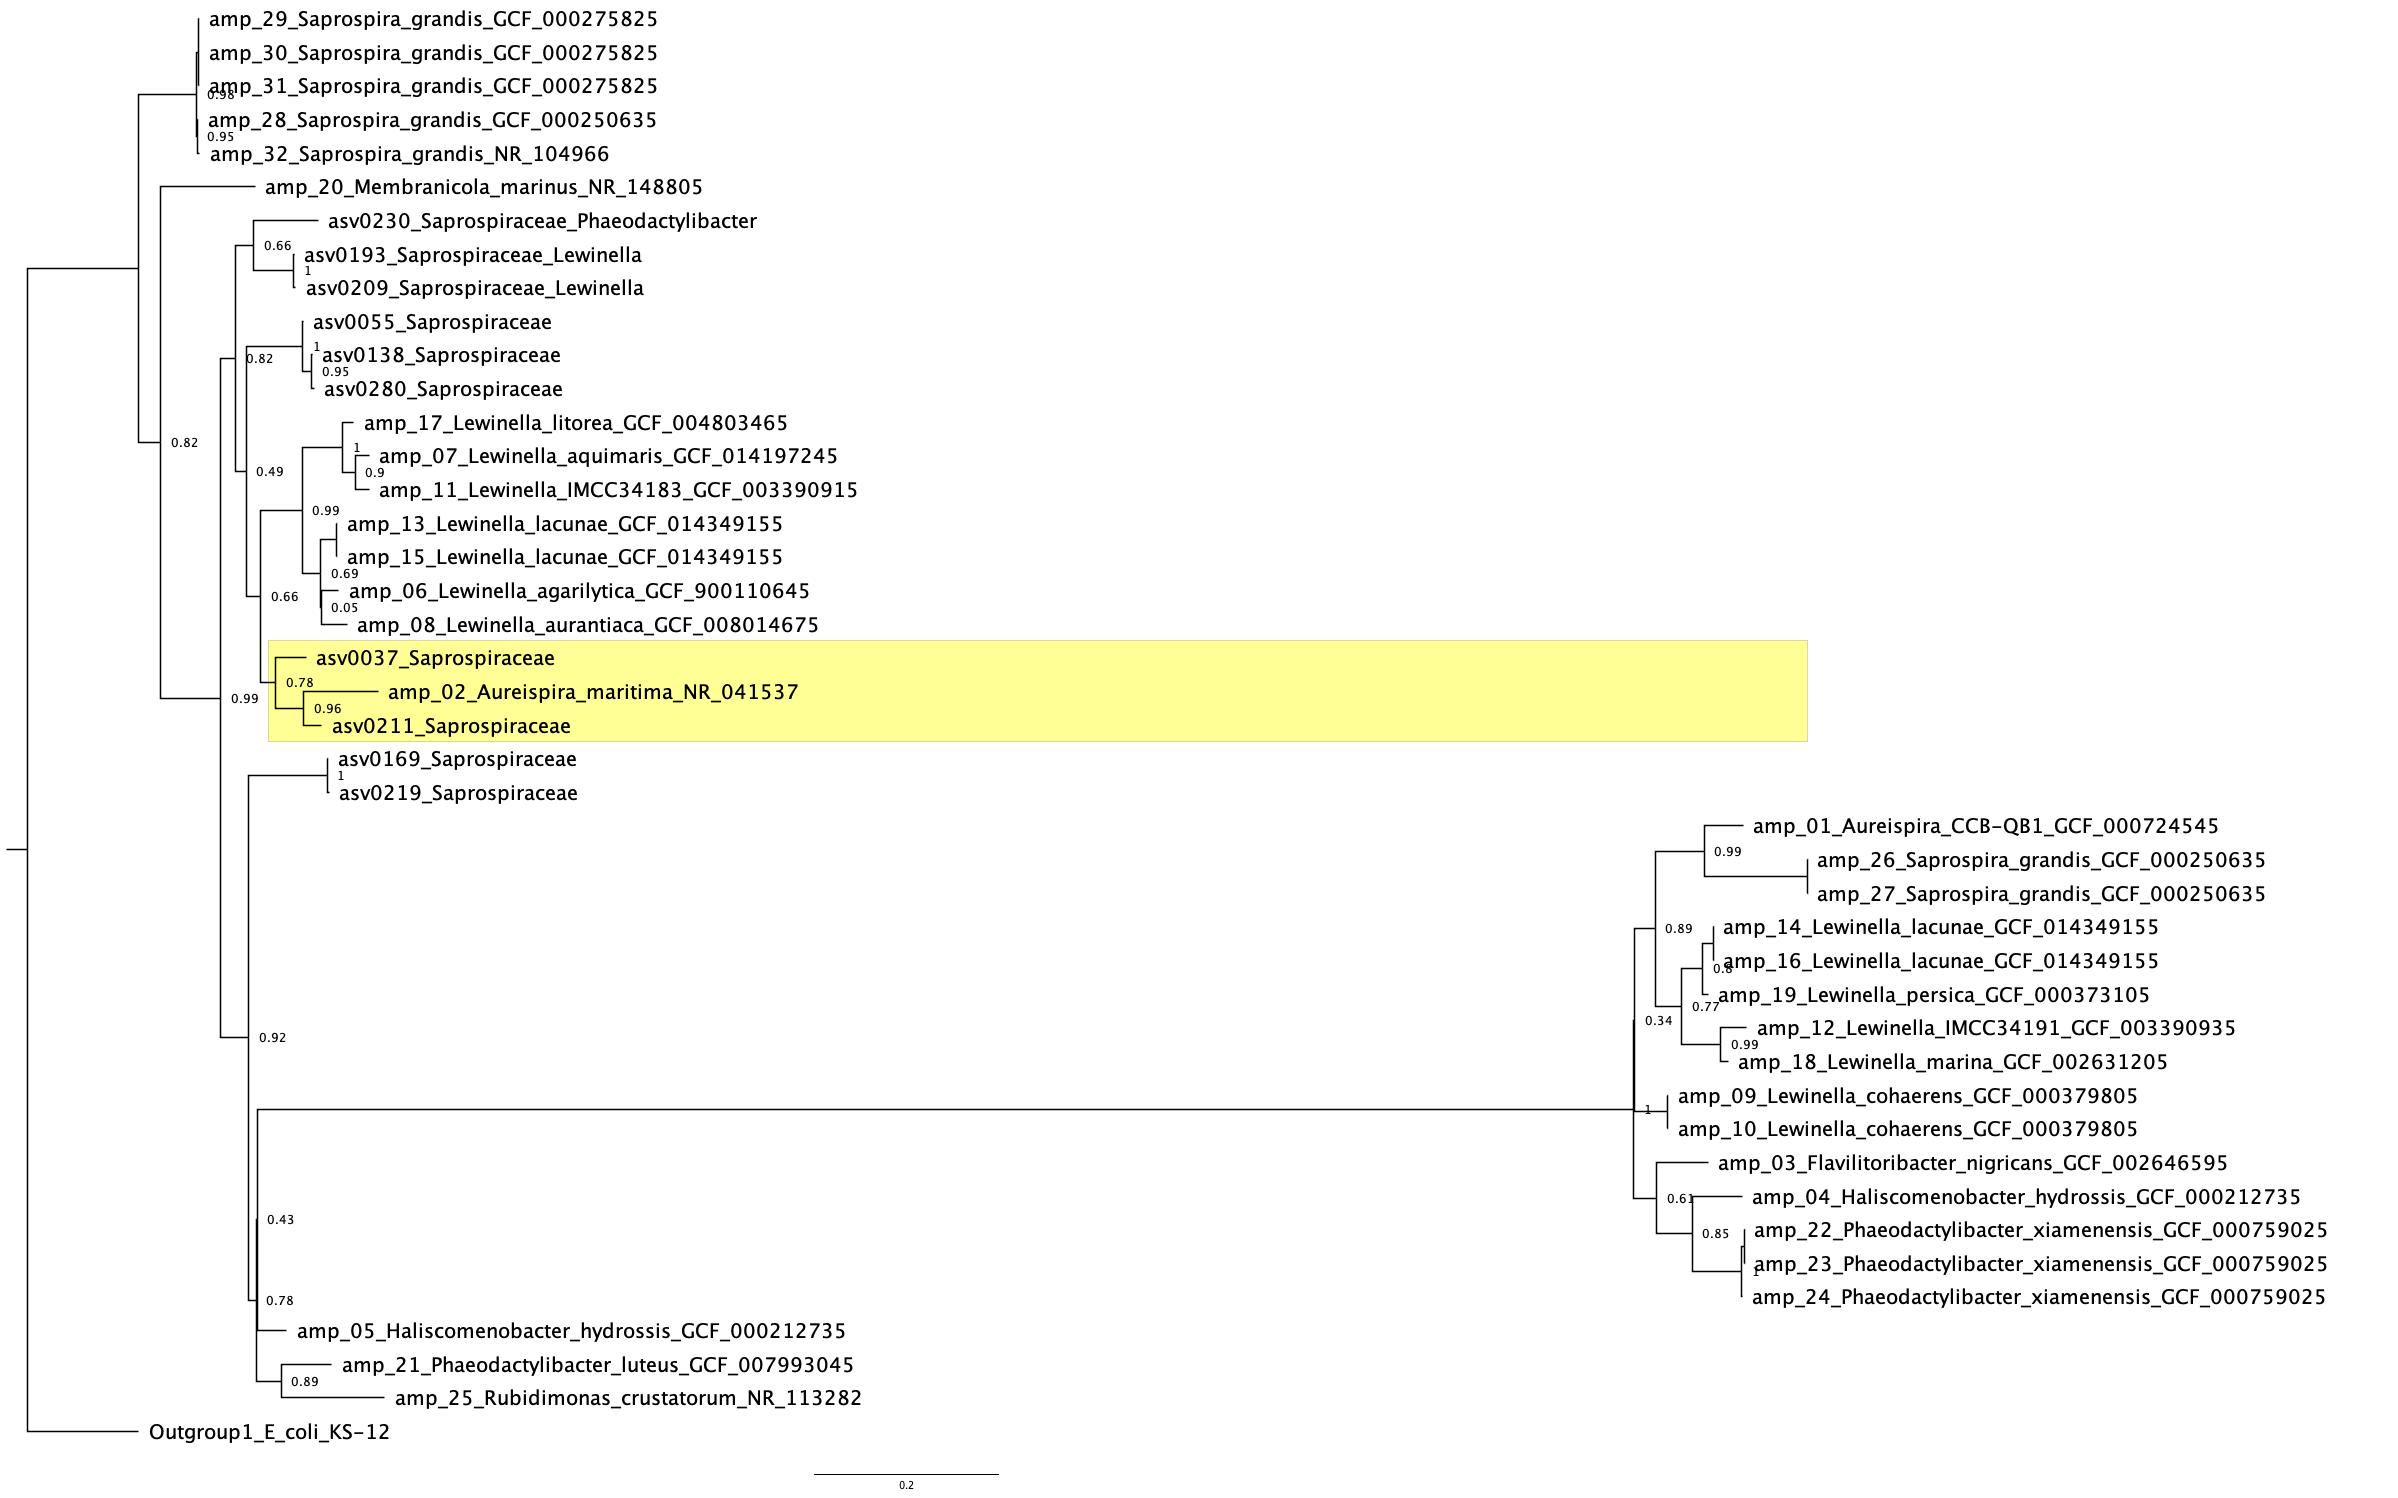 amp_29_Saprospira_grandis_GCF_000275825
amp_30_Saprospira_grandis_GCF_000275825
amp_31_Saprospira_grandis_GCF_000275825
0.98
amp_28_Saprospira_grandis_GCF_000250635
0.95
amp_32_Saprospira_grandis_NR_104966
amp_20_Membranicola_marinus_NR_148805
asv0230_Saprospiraceae_Phaeodactylibacter
0.66
asv0193_Saprospiraceae_Lewinella
1
asv0209_Saprospiraceae_Lewinella
asv0055_Saprospiraceae
1
asv0138_Saprospiraceae
0.82
0.95
asv0280_Saprospiraceae
amp_17_Lewinella_litorea_GCF_004803465
0.82
1
amp_07_Lewinella_aquimaris_GCF_014197245
0.49
0.9
amp_11_Lewinella_IMCC34183_GCF_003390915
0.99
amp_13_Lewinella_lacunae_GCF_014349155
amp_15_Lewinella_lacunae_GCF_014349155
0.69
amp_06_Lewinella_agarilytica_GCF_900110645
0.66
0.05
amp_08_Lewinella_aurantiaca_GCF_008014675
asv0037_Saprospiraceae
0.78
amp_02_Aureispira_maritima_NR_041537
0.99
0.96
asv0211_Saprospiraceae
asv0169_Saprospiraceae
1
asv0219_Saprospiraceae
amp_01_Aureispira_CCB-QB1_GCF_000724545
0.99
amp_26_Saprospira_grandis_GCF_000250635
amp_27_Saprospira_grandis_GCF_000250635
0.89
amp_14_Lewinella_lacunae_GCF_014349155
amp_16_Lewinella_lacunae_GCF_014349155
0.8
amp_19_Lewinella_persica_GCF_000373105
0.77
0.34
amp_12_Lewinella_IMCC34191_GCF_003390935
0.92
0.99
amp_18_Lewinella_marina_GCF_002631205
amp_09_Lewinella_cohaerens_GCF_000379805
1
amp_10_Lewinella_cohaerens_GCF_000379805
amp_03_Flavilitoribacter_nigricans_GCF_002646595
0.61
amp_04_Haliscomenobacter_hydrossis_GCF_000212735
0.43
0.85
amp_22_Phaeodactylibacter_xiamenensis_GCF_000759025
amp_23_Phaeodactylibacter_xiamenensis_GCF_000759025
1
amp_24_Phaeodactylibacter_xiamenensis_GCF_000759025
0.78
amp_05_Haliscomenobacter_hydrossis_GCF_000212735
amp_21_Phaeodactylibacter_luteus_GCF_007993045
0.89
amp_25_Rubidimonas_crustatorum_NR_113282
Outgroup1_E_coli_KS-12
0.2